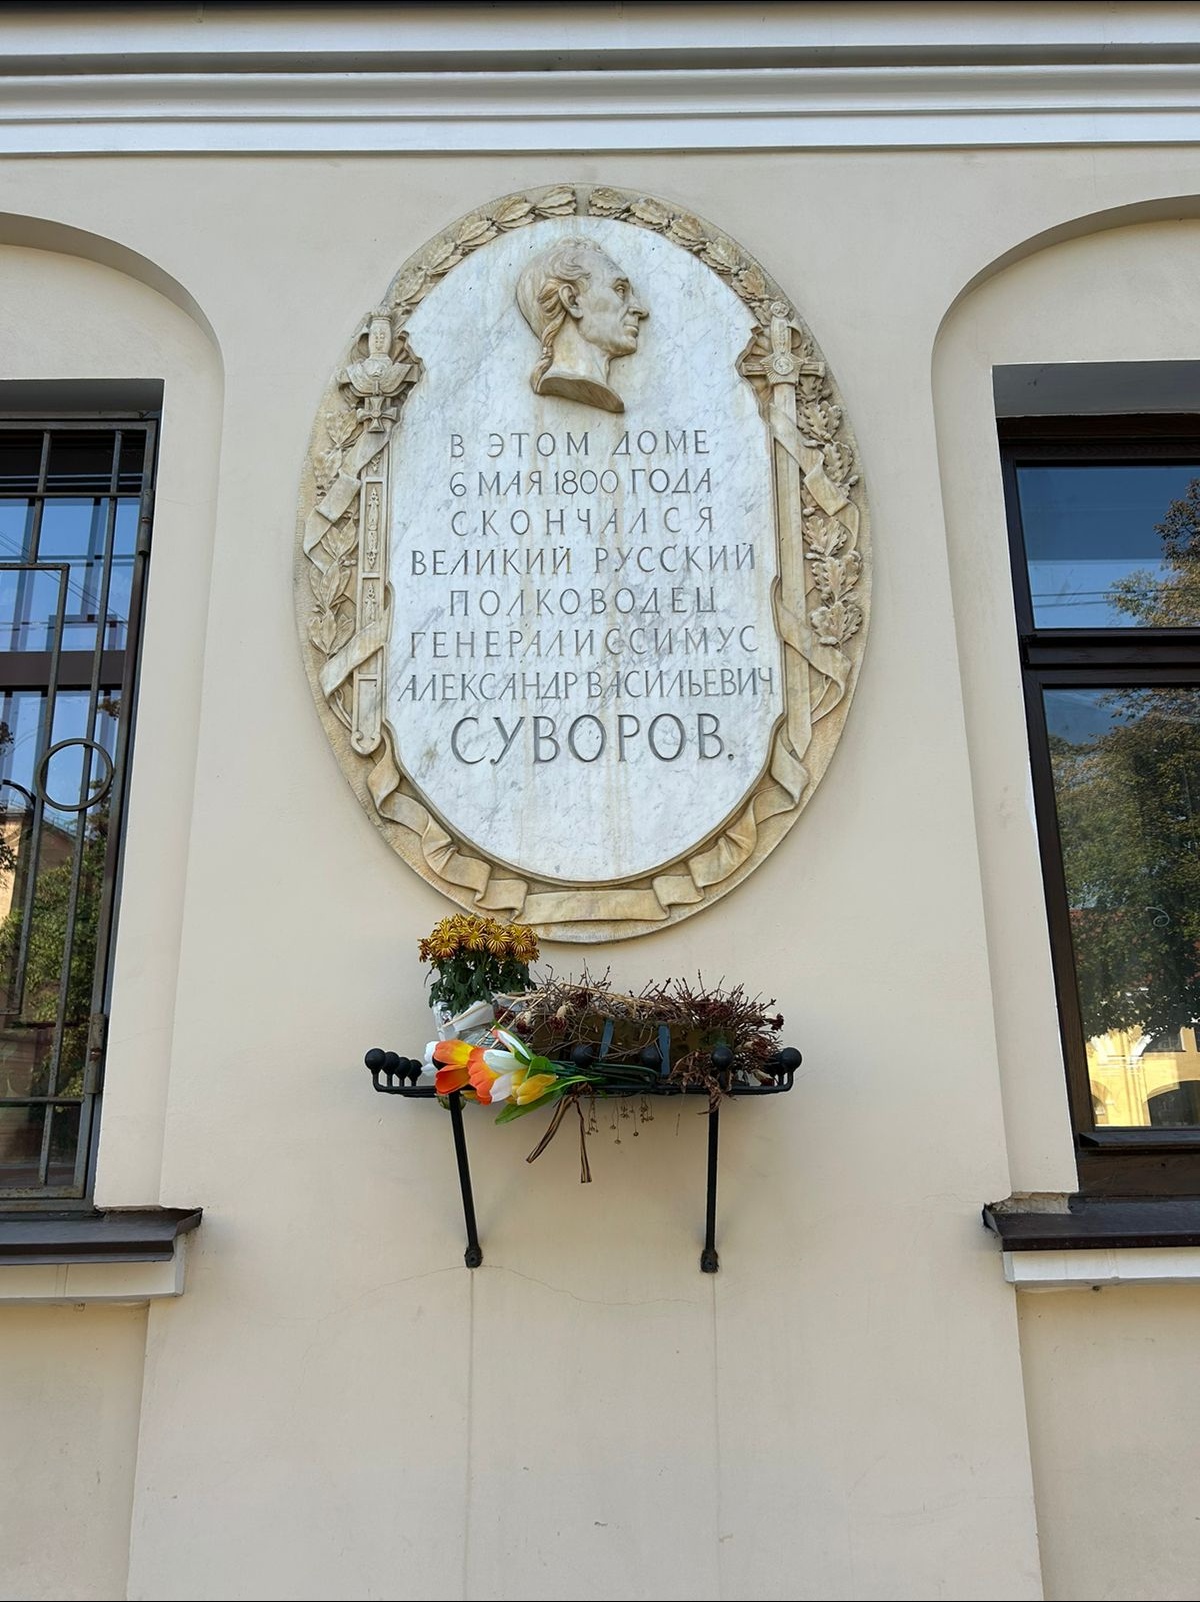 В ЭТОМ ДОМЕ
6 МАЯ 1800 ГОДА
СКОНЧАЛСЯ
ВЕЛИКИЙ РУССКИЙ
ПОЛКОВОДЕЦ
ГЕНЕРАЛИССИМУС
АЛЕКСАНДР ВАСИЛЬЕВИЧ
СУВОРОВ.